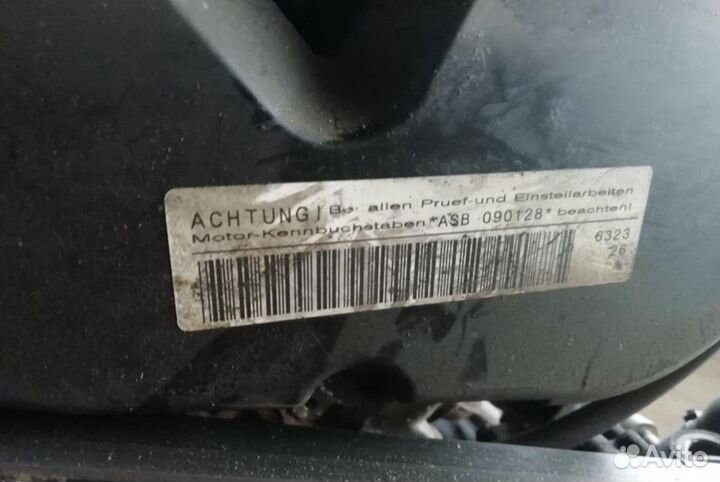 ACHTUNG! Bei allen Pruef-und Einstellarbeiten
Motor-Kennbuchstaben *ASB 090128* beachten!
6323
26
Avito